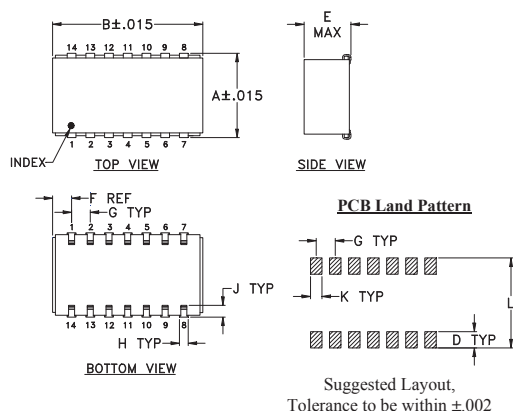 B±.015
14 13 12 11 10 9 8
A±.015
INDEX
1 2 3 4 5 6 7
TOP VIEW
E
MAX
SIDE VIEW
F REF
G TYP
1 2 3 4 5 6 7
J TYP
14 13 12 11 10 9 8
H TYP
BOTTOM VIEW
PCB Land Pattern
G TYP
K TYP
L
D TYP
Suggested Layout,
Tolerance to be within ±.002